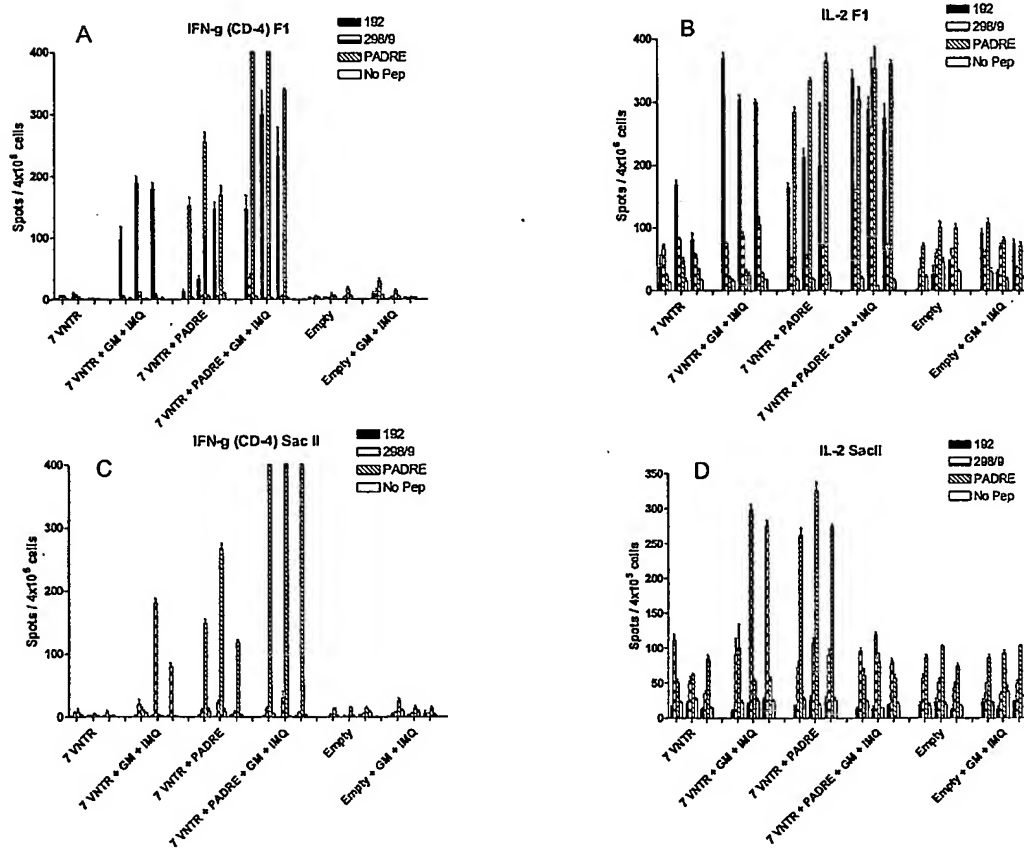 A
IFN-g (CD-4) F1
192
298/9
PADRE
No Pep
400
300
200
100
0
Spots / 4x10⁶ cells
7 VNTR
7 VNTR + GM + IMQ
7 VNTR + PADRE
7 VNTR + PADRE + GM + IMQ
Empty
Empty + GM + IMQ
B
IL-2 F1
192
298/9
PADRE
No Pep
400
300
200
100
0
Spots / 4x10⁶ cells
7 VNTR
7 VNTR + GM + IMQ
7 VNTR + PADRE
7 VNTR + PADRE + GM + IMQ
Empty
Empty + GM + IMQ
C
IFN-g (CD-4) Sac II
192
298/9
PADRE
No Pep
400
300
200
100
0
Spots / 4x10⁶ cells
7 VNTR
7 VNTR + GM + IMQ
7 VNTR + PADRE
7 VNTR + PADRE + GM + IMQ
Empty
Empty + GM + IMQ
D
IL-2 SacII
192
298/9
PADRE
No Pep
350
300
250
200
150
100
50
0
Spots / 4x10⁵ cells
7 VNTR
7 VNTR + GM + IMQ
7 VNTR + PADRE
7 VNTR + PADRE + GM + IMQ
Empty
Empty + GM + IMQ